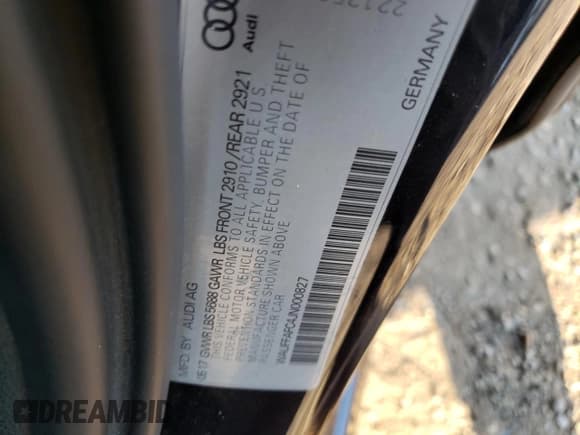 Audi
MFD. BY AUDI AG
GVWR LBS 5688 GAWR LBS FRONT 2910/REAR 2921
THIS VEHICLE CONFORMS TO ALL APPLICABLE U S
FEDERAL MOTOR VEHICLE SAFETY, BUMPER AND THEFT
PREVENTION-STANDARDS IN EFFECT ON THE DATE OF
MANUFACTURE SHOWN ABOVE
PASSENGER CAR
GERMANY
DREAMBID